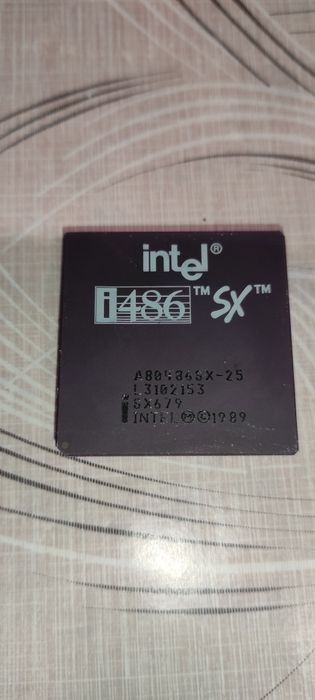 intel®
i486™ SX™
A80486SX-25
L3102153
SX679
INTEL Ⓜ©1989